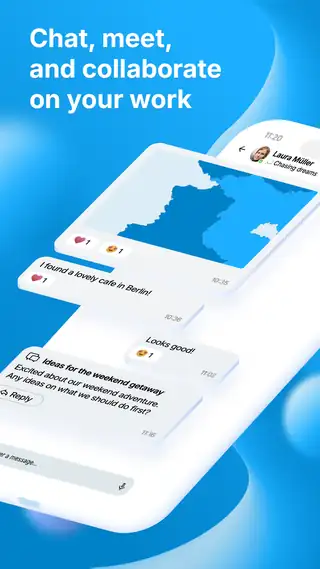 Chat, meet,
and collaborate
on your work
11:20
Laura Müller
Chasing dreams
1 1
10:35
I found a lovely cafe in Berlin!
1
10:36
Looks good!
1
11:02
Ideas for the weekend getaway
Excited about our weekend adventure.
Any ideas on what we should do first?
Reply
11:16
a message...